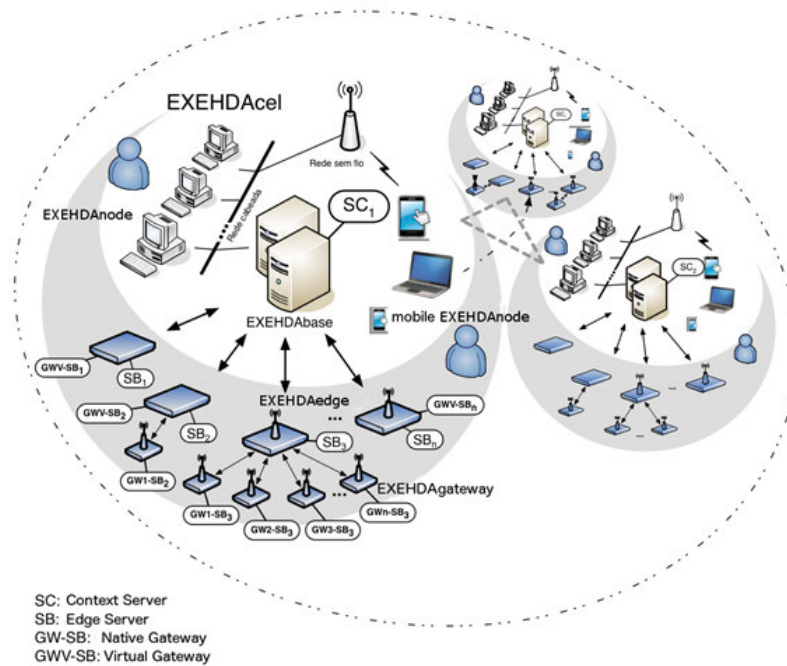 EXEHDAcel
Rede sem fio
EXEHDAnode
Rede cabeada
SC1
EXEHDAbase
mobile EXEHDAnode
GWV-SB1
SB1
GWV-SB2
SB2
GW1-SB2
EXEHDAedge
SB3
...
GWV-SBn
SBn
GW1-SB3
GW2-SB3
GW3-SB3
...
GWn-SB3
EXEHDAgateway
SC2
...
...
SC: Context Server
SB: Edge Server
GW-SB: Native Gateway
GWV-SB: Virtual Gateway